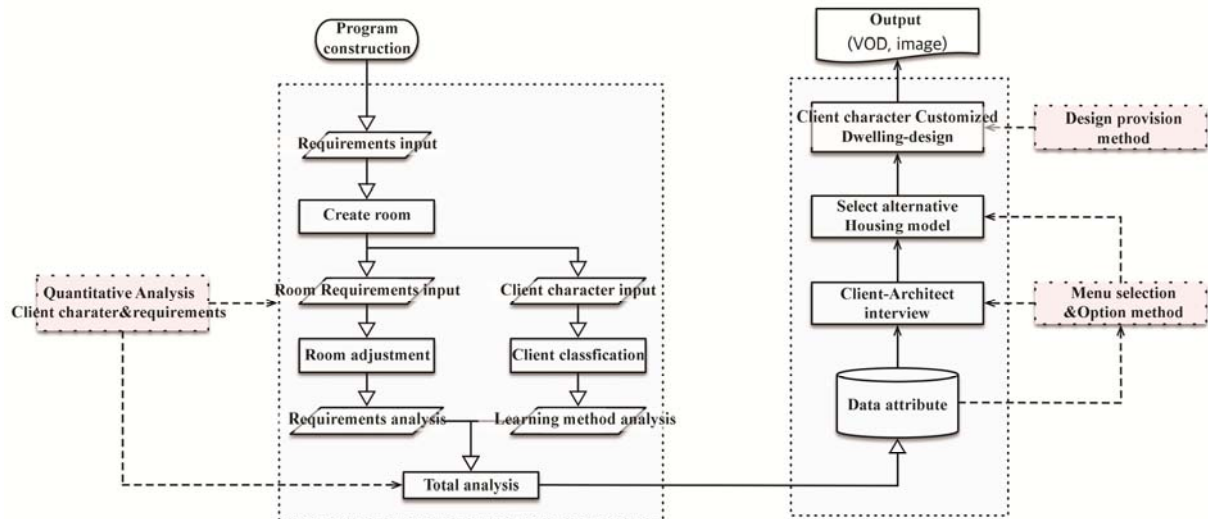 Program
construction
Requirements input
Create room
Room Requirements input
Client character input
Quantitative Analysis
Client charater&requirements
Room adjustment
Client classfication
Requirements analysis
Learning method analysis
Total analysis
Output
(VOD, image)
Client character Customized
Dwelling-design
Design provision
method
Select alternative
Housing model
Client-Architect
interview
Menu selection
&Option method
Data attribute